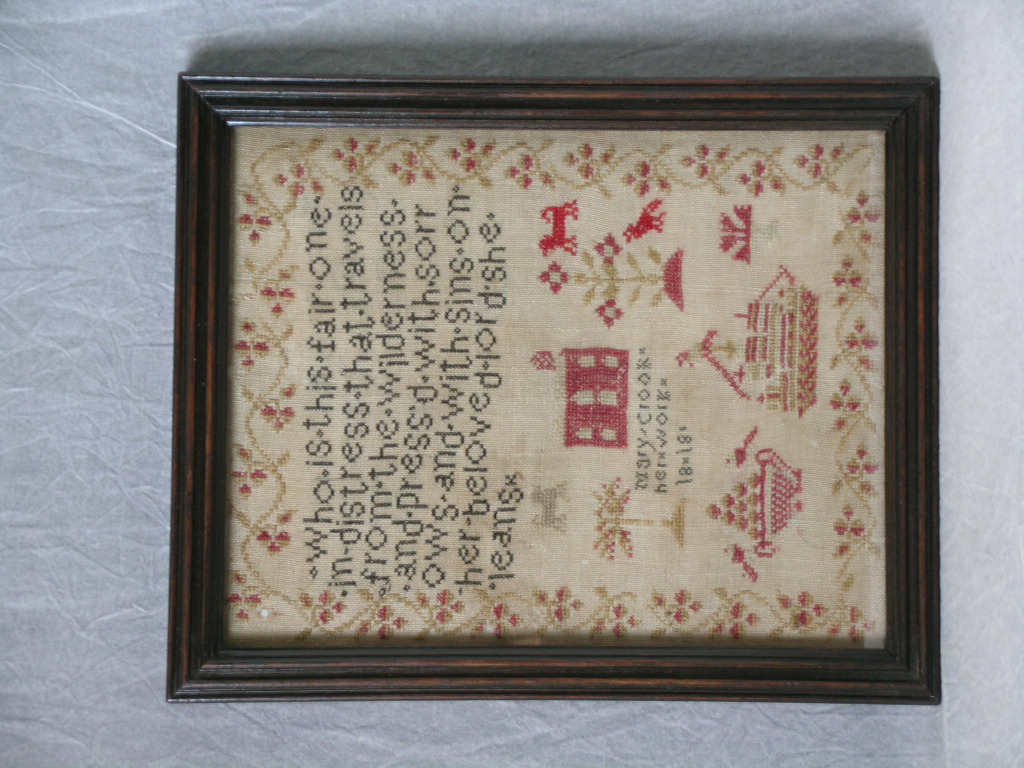 ·Who·is·this·fair·one·
·in·distress·that·travels
·from·the·wilderness·
·and·press'd·with·sorr
ow's·and·with·sins·on·
·her·beloved·lord·she·
·leans×
Mary×Crook×
her×work×
18×18